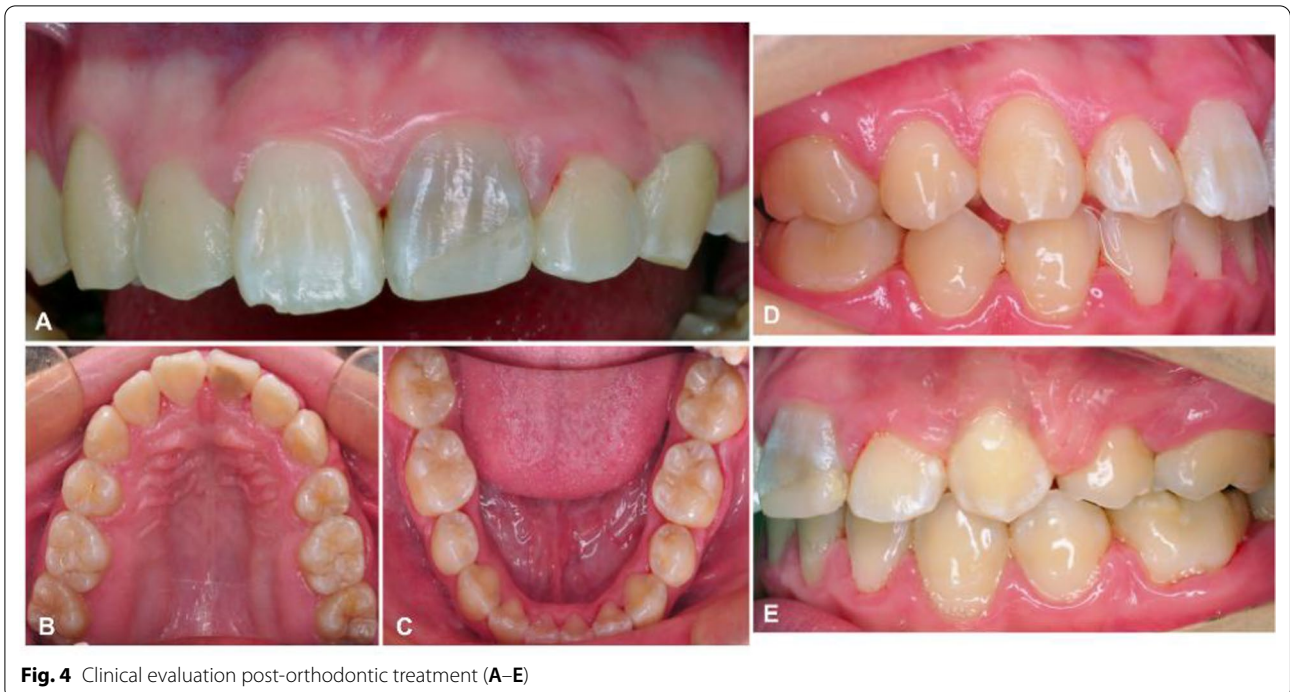 A
B
C
D
E
Fig. 4 Clinical evaluation post-orthodontic treatment (A–E)